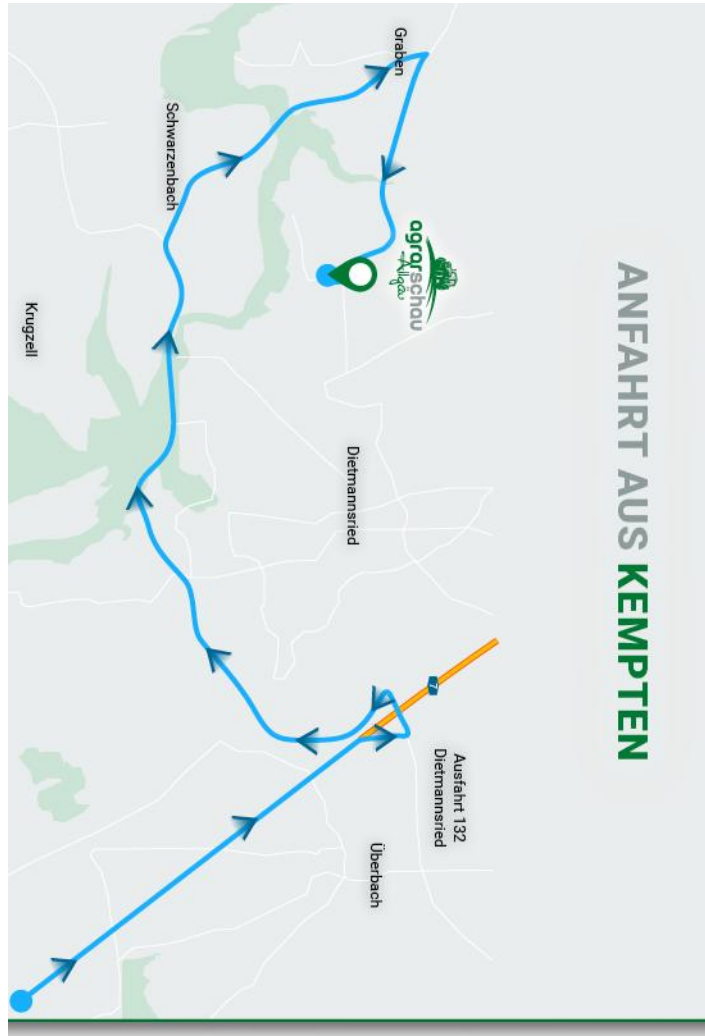 ANFAHRT AUS KEMPTEN
agrarschau
Allgäu
Graben
Schwarzenbach
Krugzell
Dietmannsried
7
Ausfahrt 132
Dietmannsried
Überbach